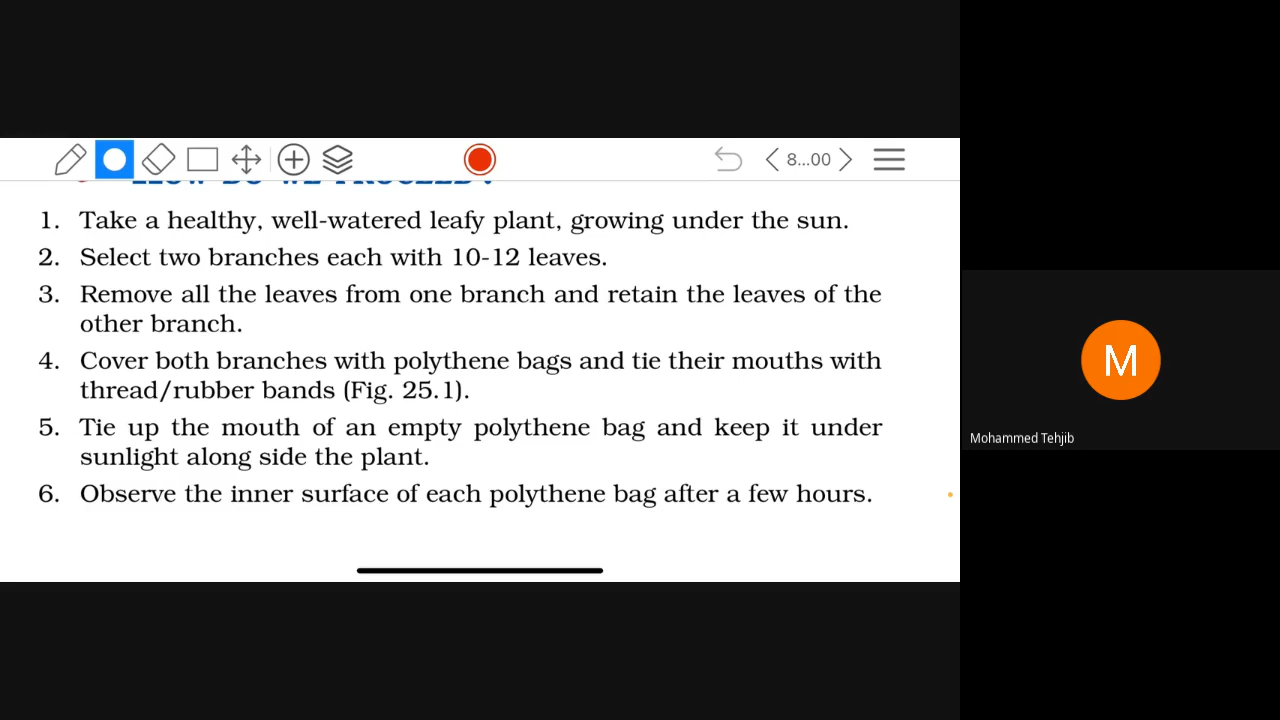 8...00
HOW DO WE PROCEED?
1. Take a healthy, well-watered leafy plant, growing under the sun.
2. Select two branches each with 10-12 leaves.
3. Remove all the leaves from one branch and retain the leaves of the
other branch.
4. Cover both branches with polythene bags and tie their mouths with
thread/rubber bands (Fig. 25.1).
5. Tie up the mouth of an empty polythene bag and keep it under
sunlight along side the plant.
6. Observe the inner surface of each polythene bag after a few hours.
M
Mohammed Tehjib